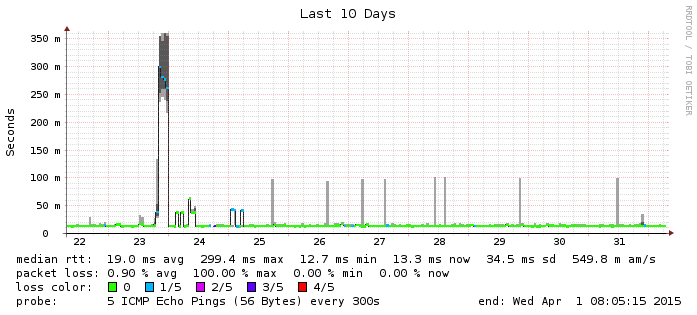 Last 10 Days
RRDTOOL / TOBI OETIKER
Seconds
350 m
300 m
250 m
200 m
150 m
100 m
50 m
0
22 23 24 25 26 27 28 29 30 31
median rtt: 19.0 ms avg 299.4 ms max 12.7 ms min 13.3 ms now 34.5 ms sd 549.8 m am/s
packet loss: 0.90 % avg 100.00 % max 0.00 % min 0.00 % now
loss color: 0 1/5 2/5 3/5 4/5
probe: 5 ICMP Echo Pings (56 Bytes) every 300s end: Wed Apr 1 08:05:15 2015